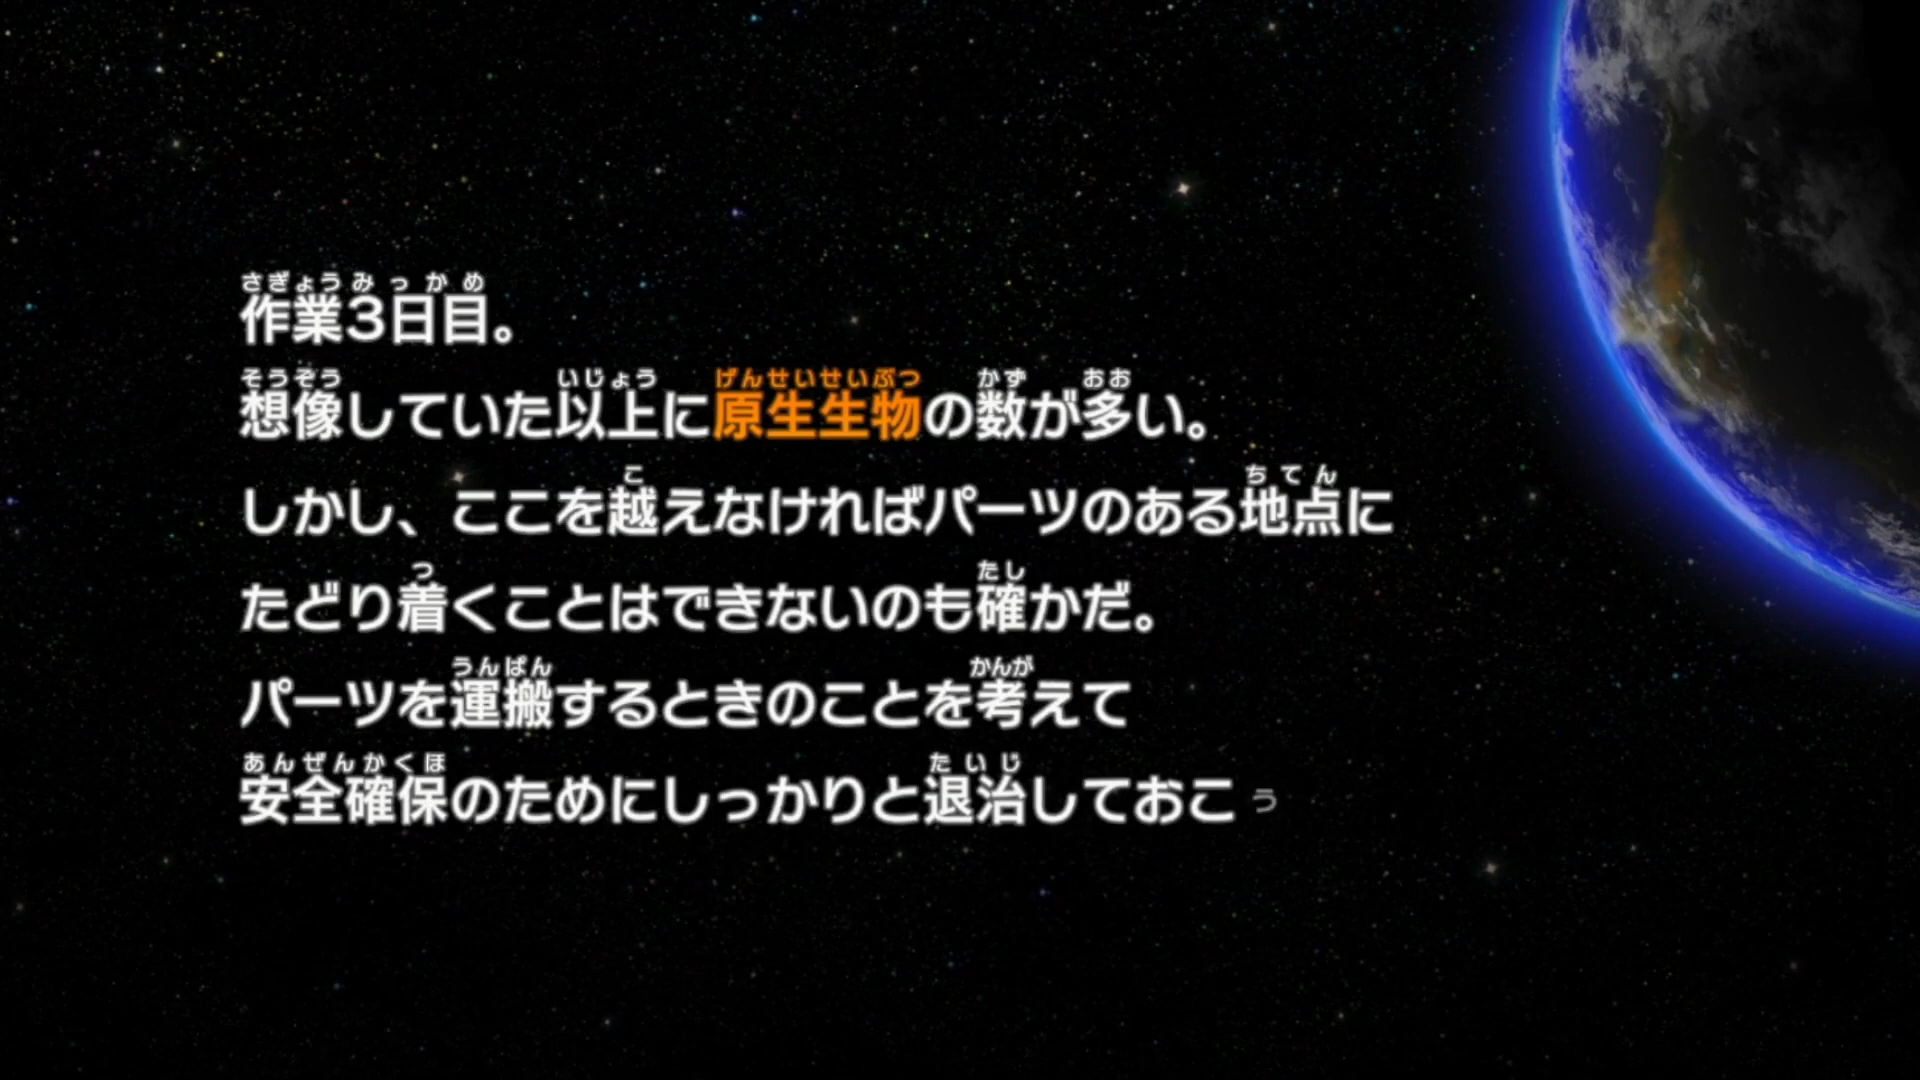 作業3日目。
想像していた以上に原生生物の数が多い。
しかし、ここを越えなければパーツのある地点に
たどり着くことはできないのも確かだ。
パーツを運搬するときのことを考えて
安全確保のためにしっかりと退治しておこう